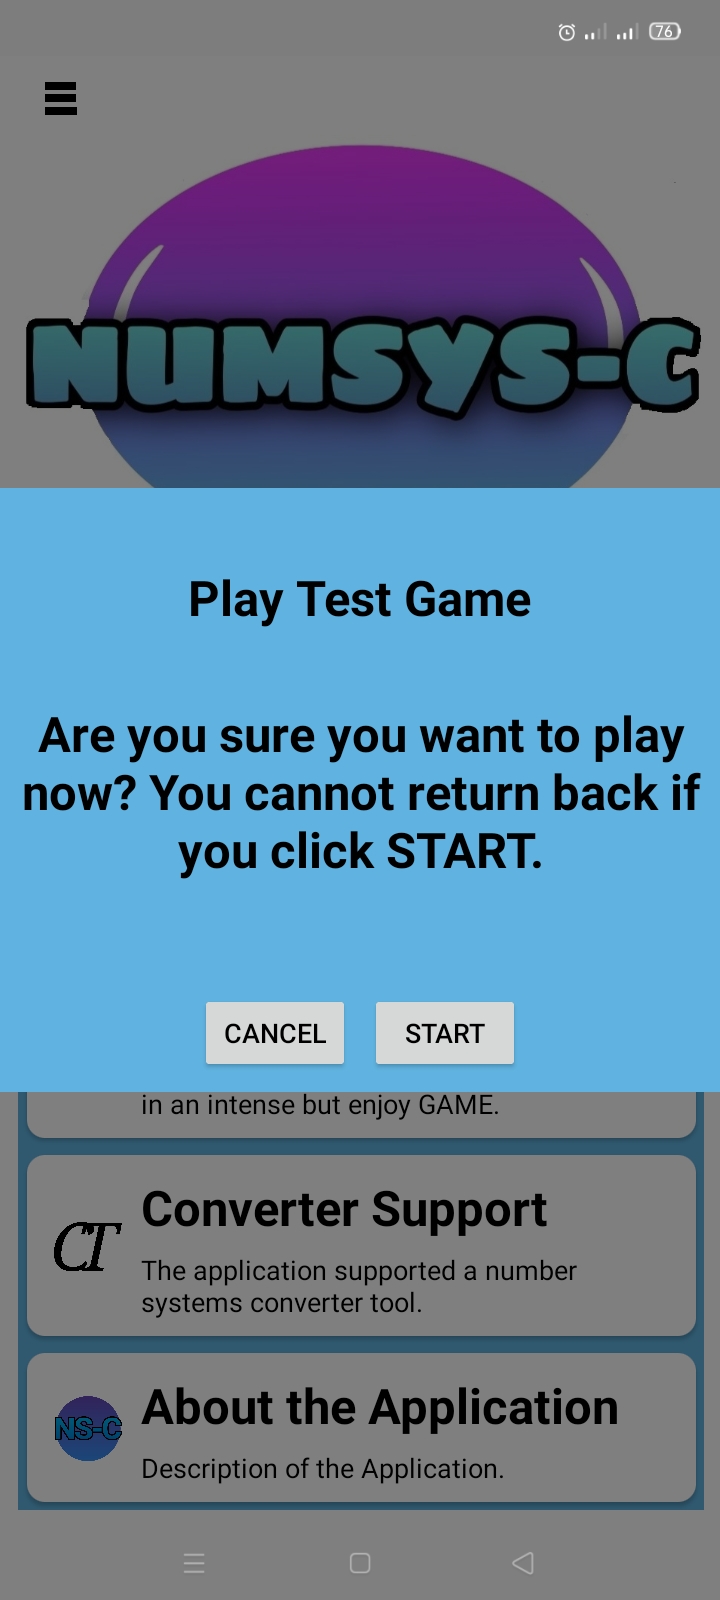 76
NUMSYS-C
Play Test Game
Are you sure you want to play
now? You cannot return back if
you click START.
CANCEL START
in an intense but enjoy GAME.
CT
Converter Support
The application supported a number
systems converter tool.
NS-C
About the Application
Description of the Application.